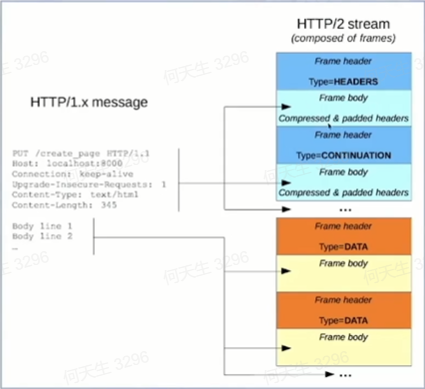 HTTP/2 stream
(composed of frames)
Frame header
Type=HEADERS
Frame body
Compressed & padded headers
Frame header
Type=CONTINUATION
Frame body
Compressed & padded headers
...
Frame header
Type=DATA
Frame body
Frame header
Type=DATA
Frame body
...
HTTP/1.x message
PUT /create_page HTTP/1.1
Host: localhost:8000
Connection: keep-alive
Upgrade-Insecure-Requests: 1
Content-Type: text/html
Content-Length: 345
Body line 1
Body line 2
…
何天生 3296
何天生 3296
何天生 3296
何天生 3296
何天生 3296
何天生 3296